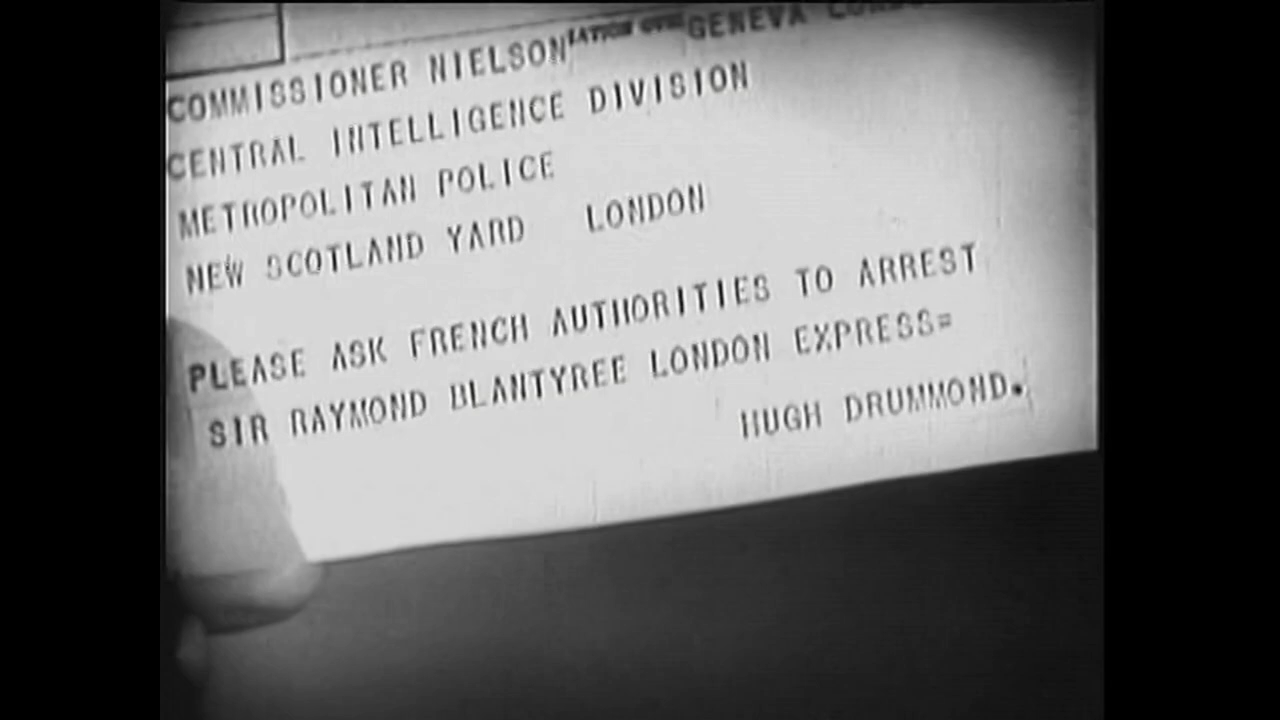 GENEVA
COMMISSIONER NIELSON
CENTRAL INTELLIGENCE DIVISION
METROPOLITAN POLICE
NEW SCOTLAND YARD LONDON
PLEASE ASK FRENCH AUTHORITIES TO ARREST
SIR RAYMOND BLANTYREE LONDON EXPRESS=
HUGH DRUMMOND.